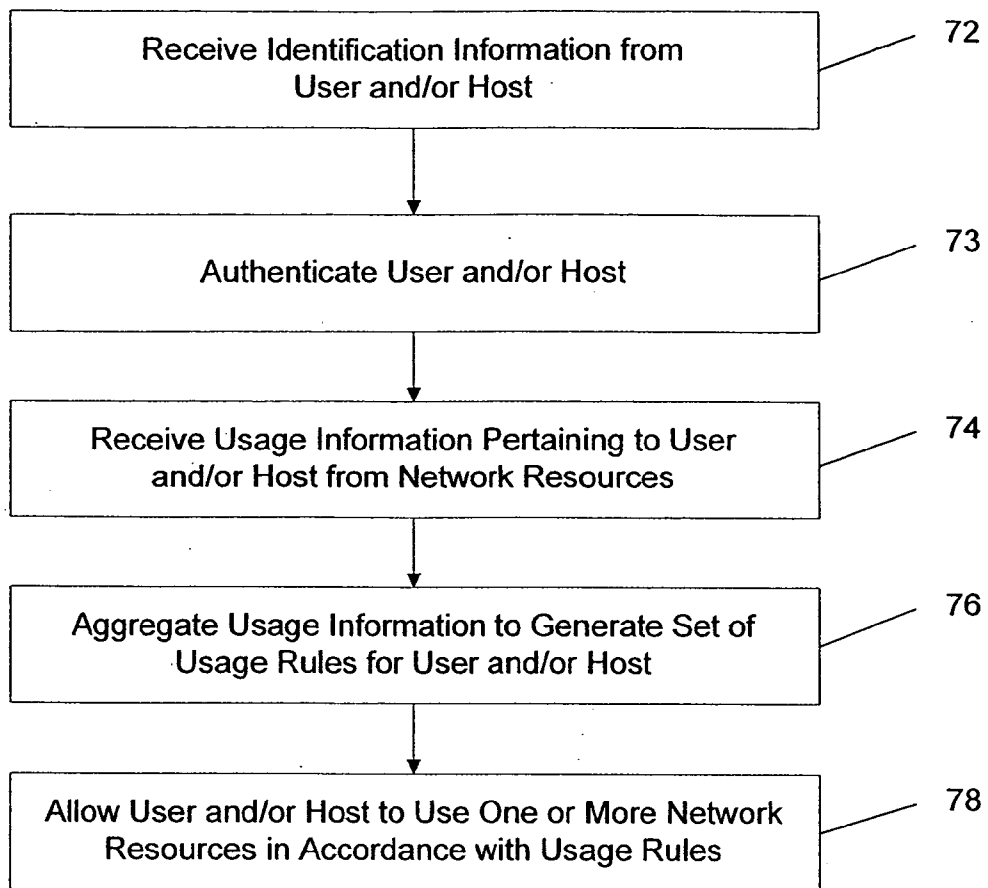 Receive Identification Information from
User and/or Host
72
Authenticate User and/or Host
73
Receive Usage Information Pertaining to User
and/or Host from Network Resources
74
Aggregate Usage Information to Generate Set of
Usage Rules for User and/or Host
76
Allow User and/or Host to Use One or More Network
Resources in Accordance with Usage Rules
78